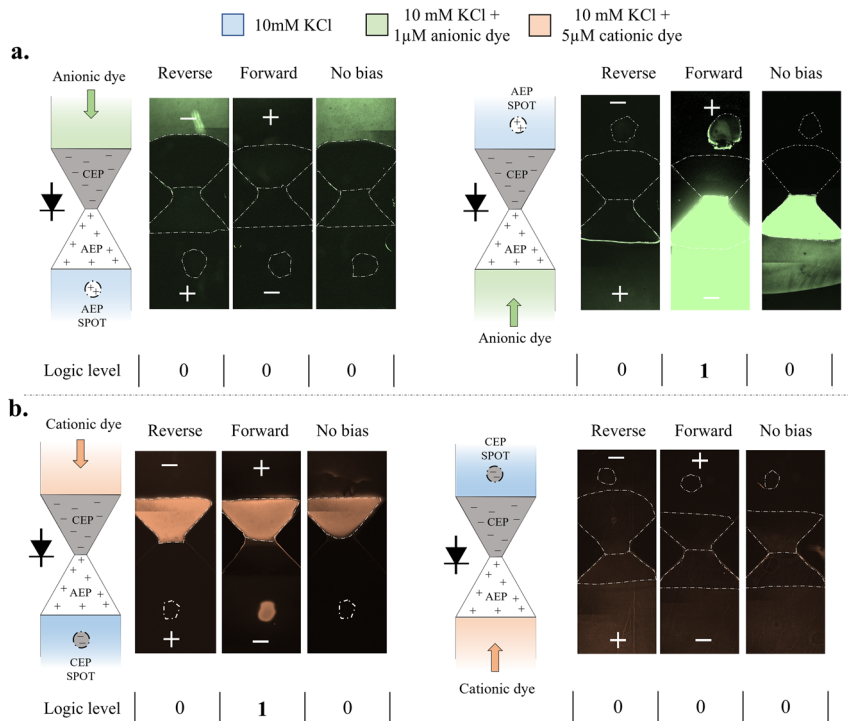 10mM KCl
10 mM KCl +
1µM anionic dye
10 mM KCl +
5µM cationic dye
a.
Anionic dye
CEP
AEP
AEP
SPOT
Reverse
Forward
No bias
−
+
+
−
AEP
SPOT
CEP
AEP
Anionic dye
Reverse
Forward
No bias
−
+
+
−
Logic level | 0 | 0 | 0 |
| 0 | 1 | 0 |
b.
Cationic dye
CEP
AEP
CEP
SPOT
Reverse
Forward
No bias
−
+
+
−
CEP
SPOT
CEP
AEP
Cationic dye
Reverse
Forward
No bias
−
+
+
−
Logic level | 0 | 1 | 0 |
| 0 | 0 | 0 |